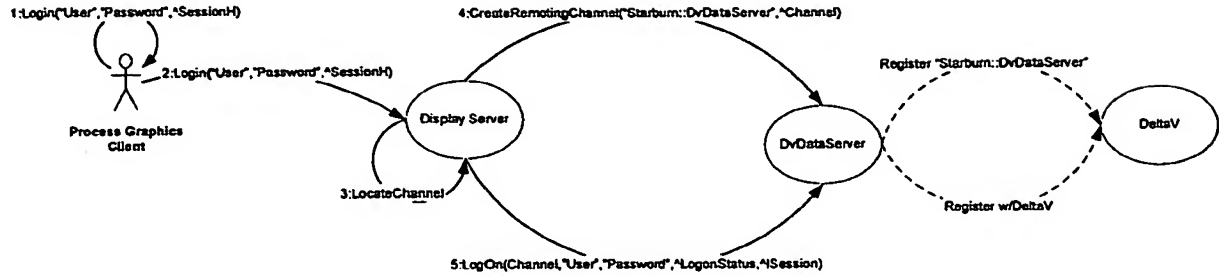 1:Login("User","Password",^SessionH)
4:CreateRemotingChannel("Starburn::DvDataServer",^Channel)
2:Login("User","Password",^SessionH)
Register "Starburn::DvDataServer"
Process Graphics
Client
Display Server
DvDataServer
DeltaV
3:LocateChannel
Register w/DeltaV
5:LogOn(Channel,"User","Password",^LogonStatus,^ISession)